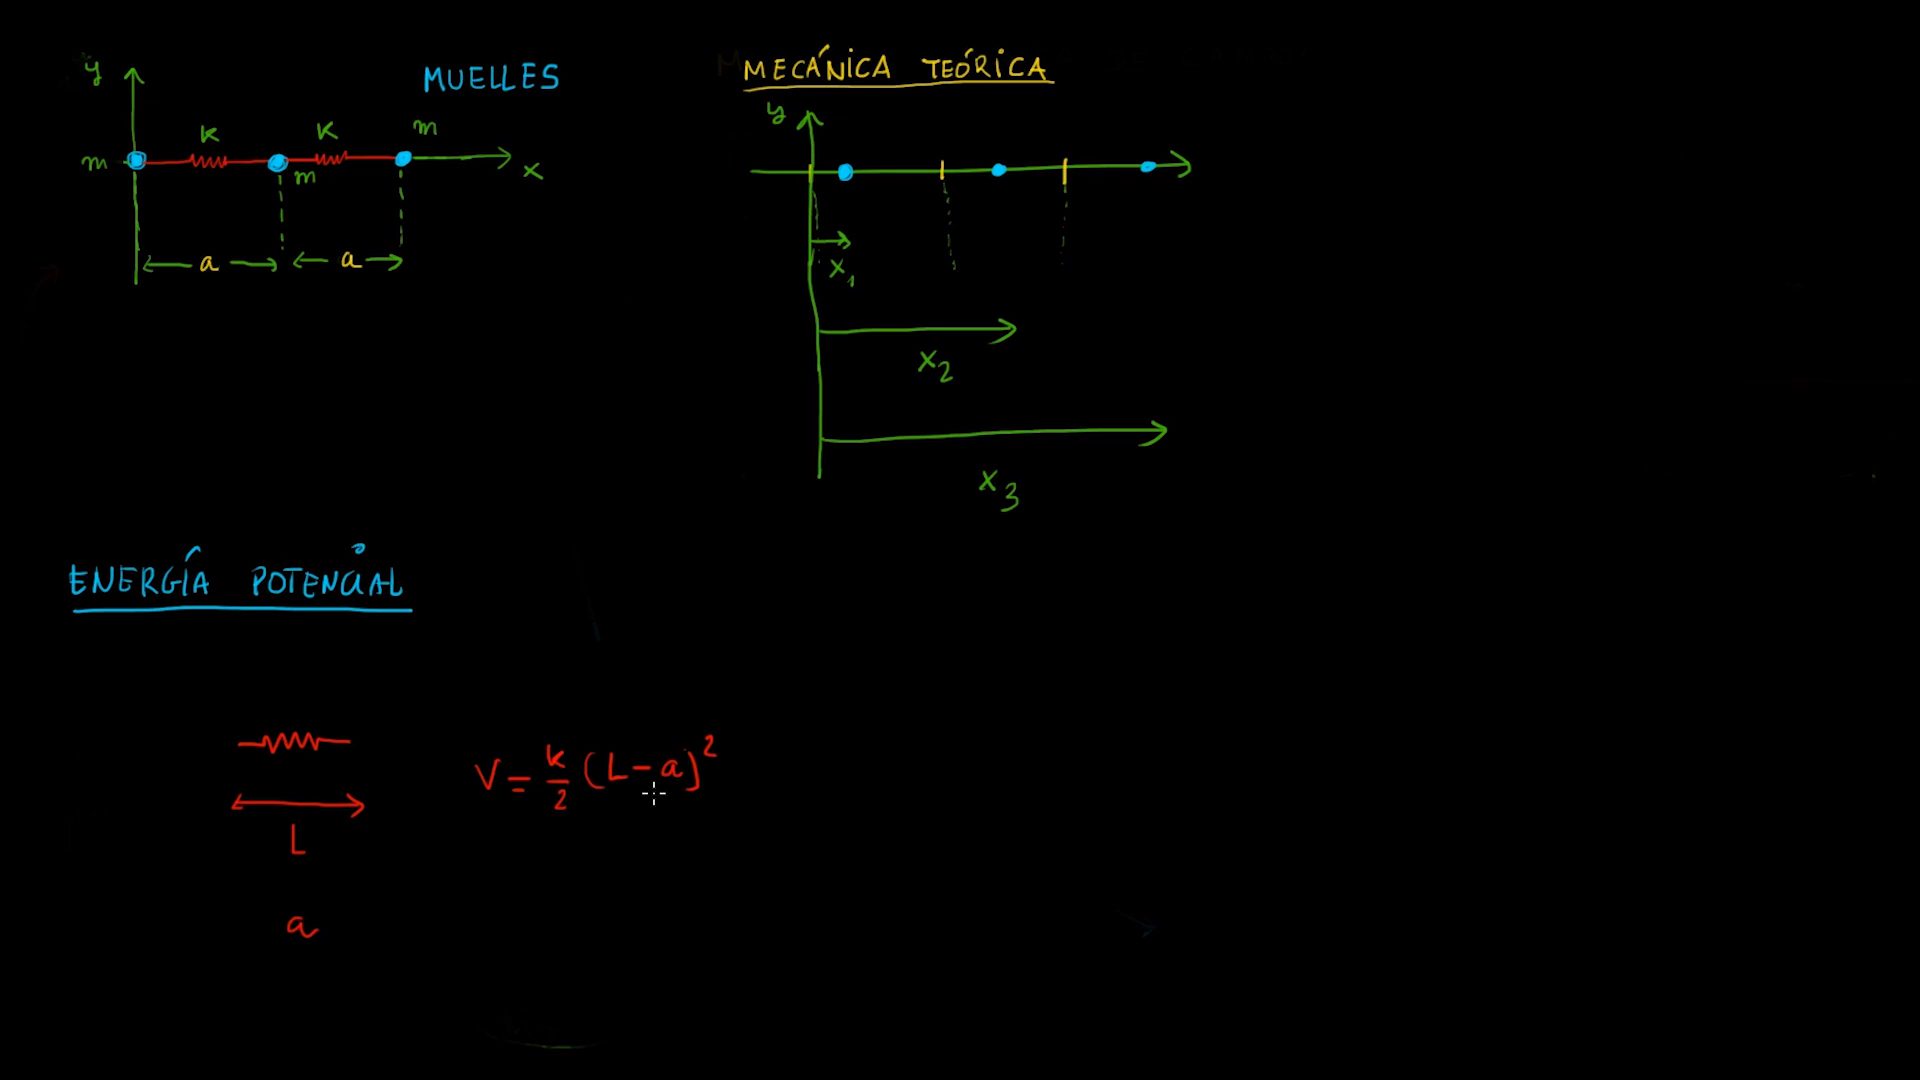 y
MUELLES
k k m
m m x
a a
MECÁNICA TEÓRICA
y
x1
x2
x3
ENERGÍA POTENCIAL
V = k/2 (L-a)^2
L
a